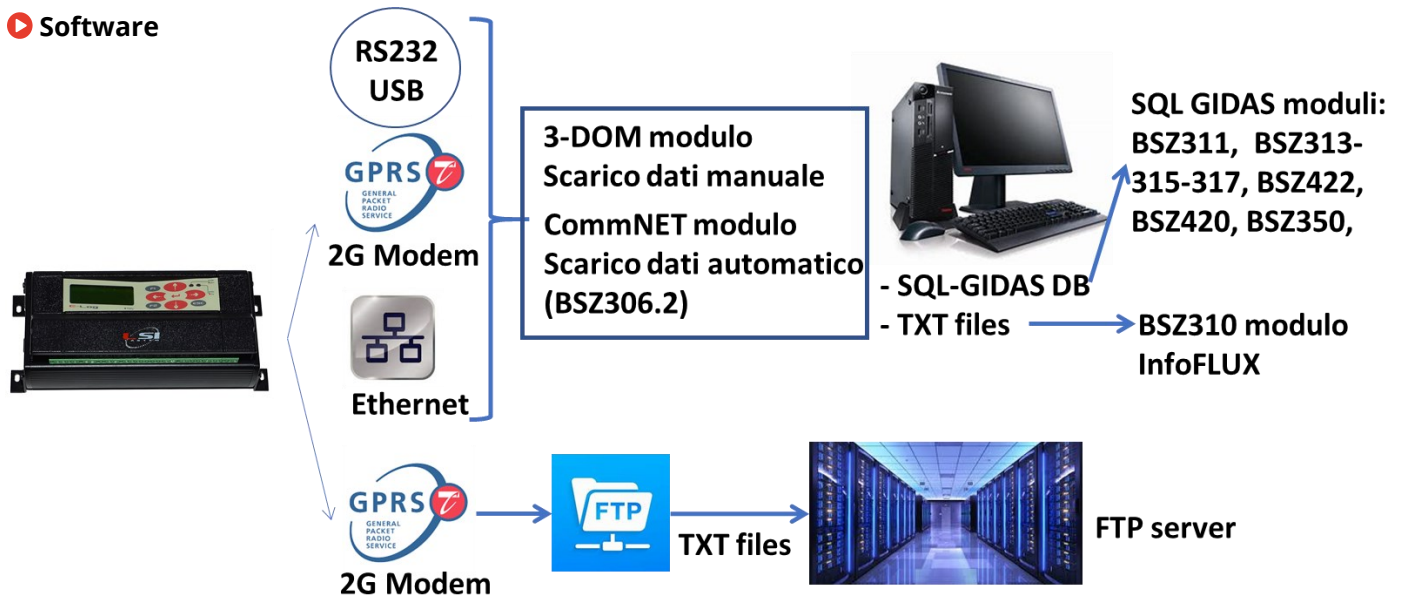 Software
RS232
USB
GPRS
GENERAL
PACKET
RADIO
SERVICE
2G Modem
Ethernet
3-DOM modulo
Scarico dati manuale
CommNET modulo
Scarico dati automatico
(BSZ306.2)
- SQL-GIDAS DB
- TXT files
SQL GIDAS moduli:
BSZ311, BSZ313-
315-317, BSZ422,
BSZ420, BSZ350,
BSZ310 modulo
InfoFLUX
LSI
GPRS
GENERAL
PACKET
RADIO
SERVICE
2G Modem
FTP
TXT files
FTP server